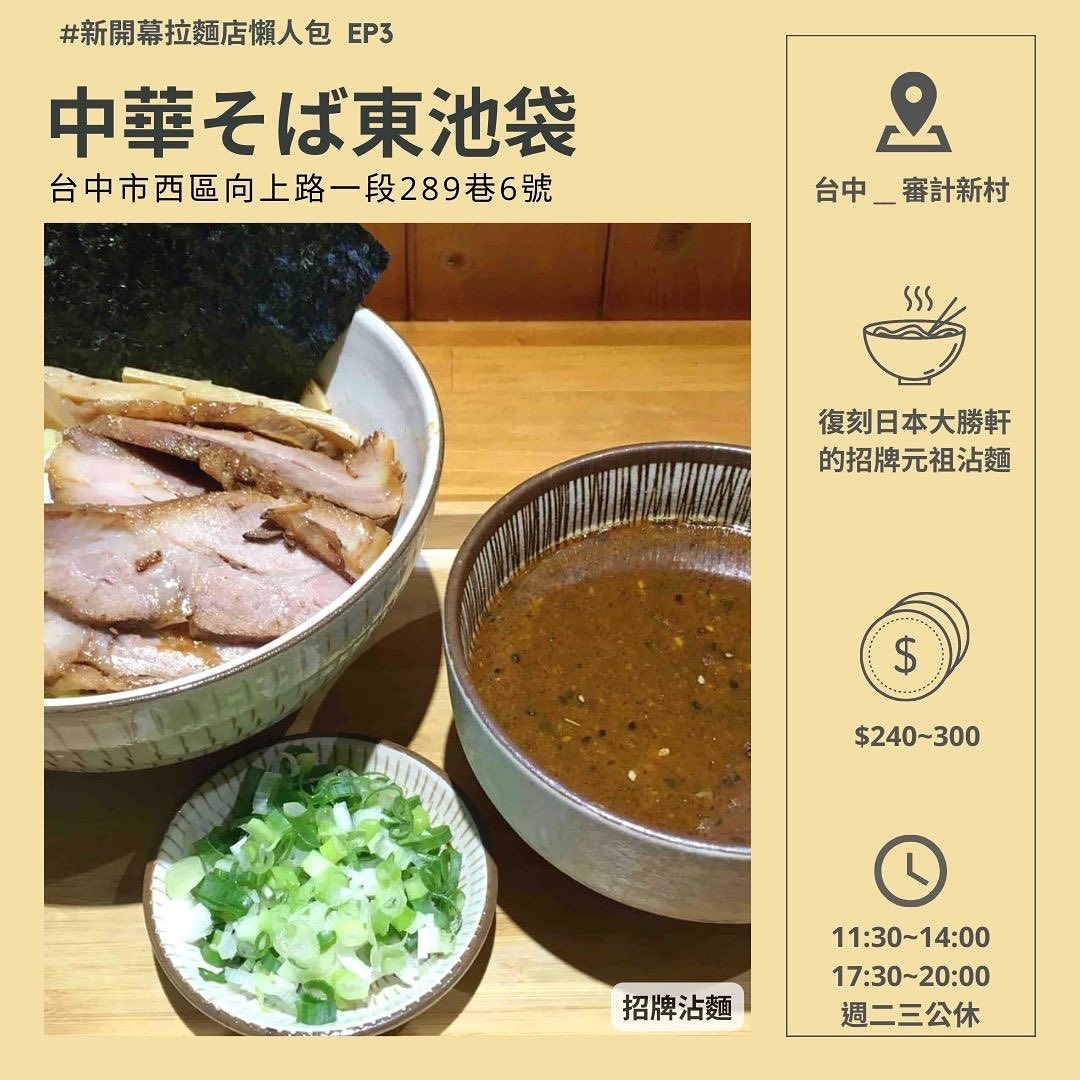 #新開幕拉麵店懶人包 EP3
中華そば東池袋
台中市西區向上路一段289巷6號
台中＿審計新村
復刻日本大勝軒
的招牌元祖沾麵
$
$240~300
11:30~14:00
17:30~20:00
週二三公休
招牌沾麵